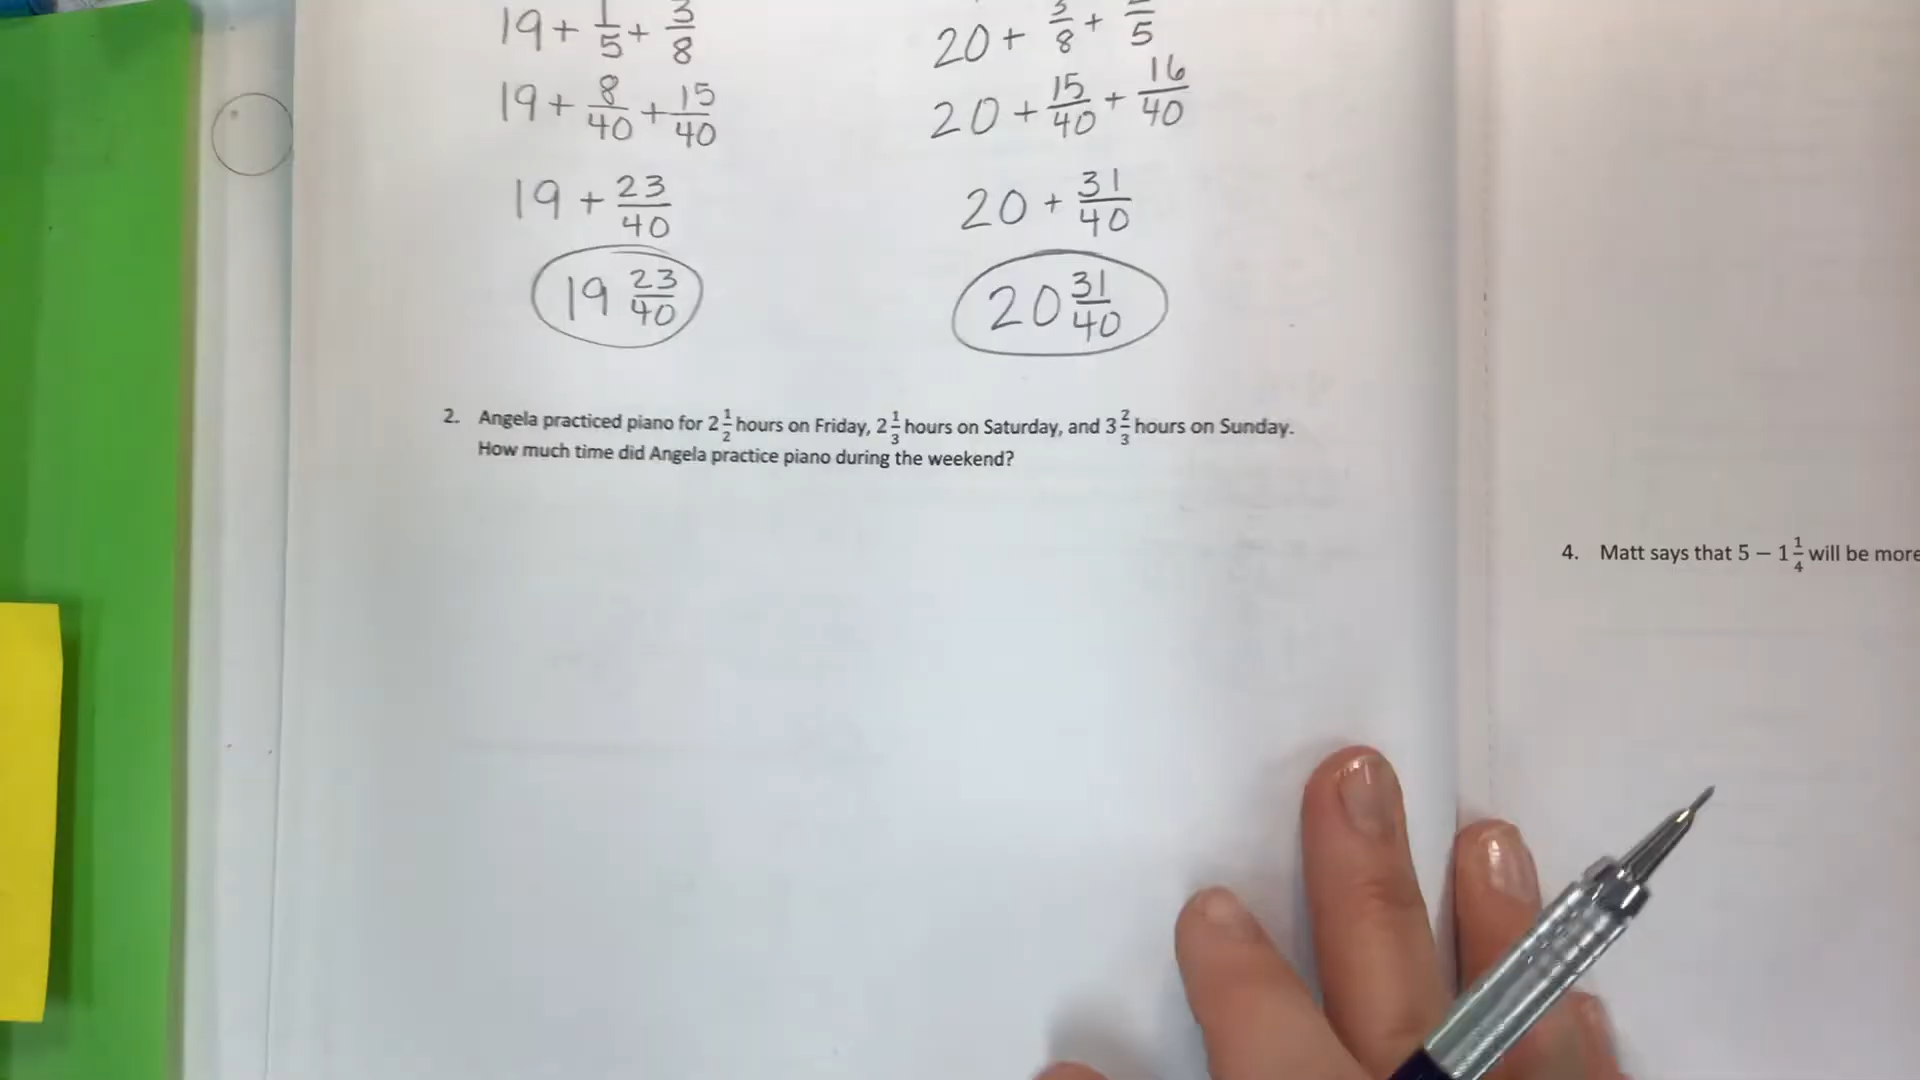 19 + 1/5 + 3/8
19 + 8/40 + 15/40
19 + 23/40
19 23/40
20 + 3/8 + /5
20 + 15/40 + 16/40
20 + 31/40
20 31/40
2. Angela practiced piano for 2 1/2 hours on Friday, 2 1/3 hours on Saturday, and 3 2/3 hours on Sunday.
How much time did Angela practice piano during the weekend?
4. Matt says that 5 – 1 1/4 will be more